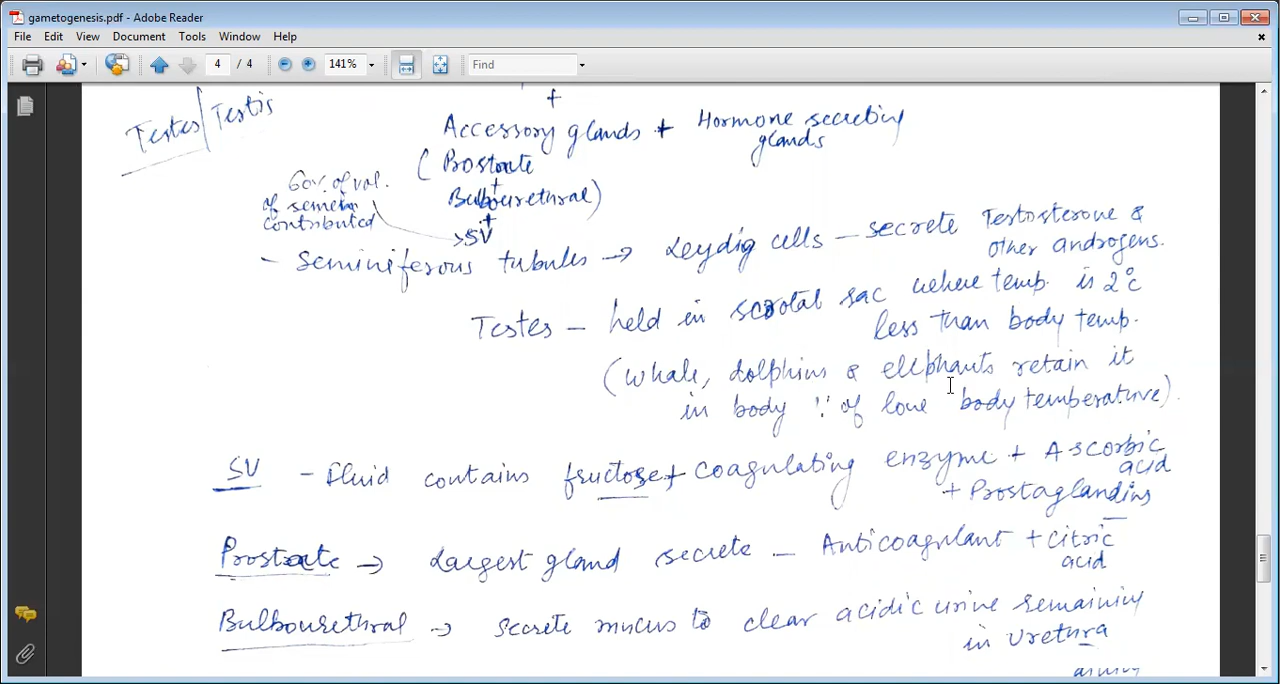 gametogenesis.pdf - Adobe Reader
File Edit View Document Tools Window Help
4 / 4 141% Find
Testes/Testis
+
Accessory glands + Hormone secreting
glands
(Prostrate
+
Bulbourethral)
+
SV
60% of vol.
of semen
contributed
- Seminiferous tubules → Leydig cells - secrete Testosterone &
other androgens.
Testes - held in scrotal sac where temp. is 2°C
less than body temp.
(whale, dolphins & elephants retain it
in body ∵ of low body temperature)
SV - Fluid contains fructose + coagulating enzyme + Ascorbic
acid
+ Prostaglandins
Prostrate → Largest gland secrete - Anticoagulant + citric
acid
Bulbourethral → secrete mucus to clear acidic urine remaining
in Uretura